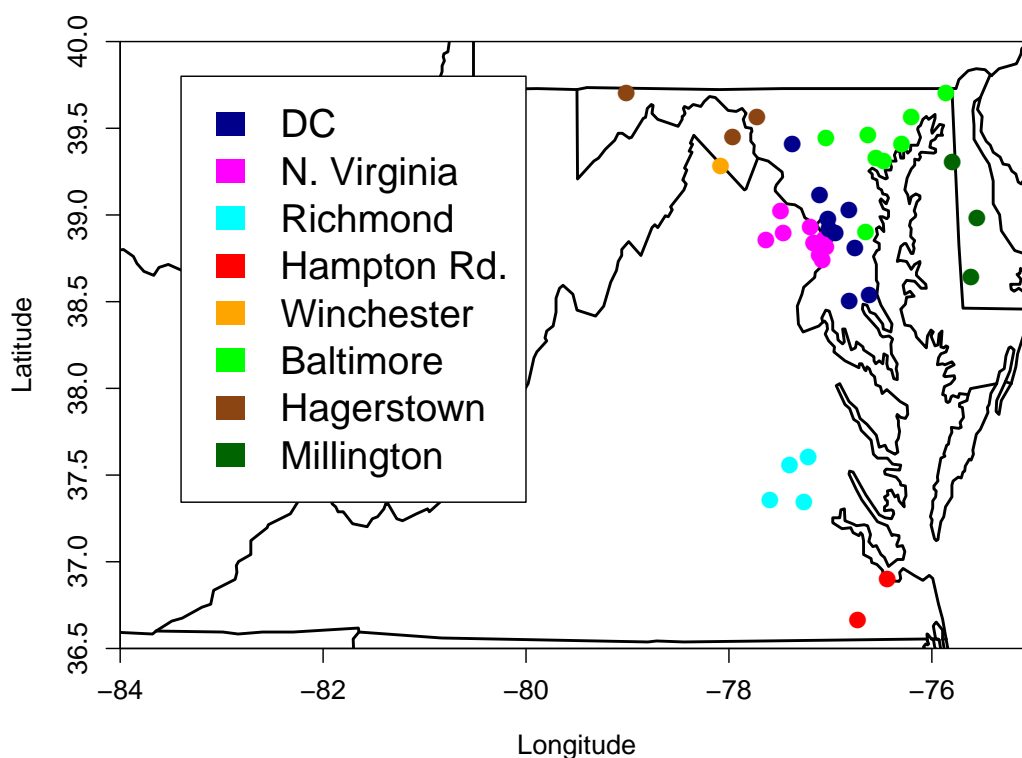 40.0
39.5
39.0
38.5
38.0
37.5
37.0
36.5
Latitude
DC
N. Virginia
Richmond
Hampton Rd.
Winchester
Baltimore
Hagerstown
Millington
−84
−82
−80
−78
−76
Longitude